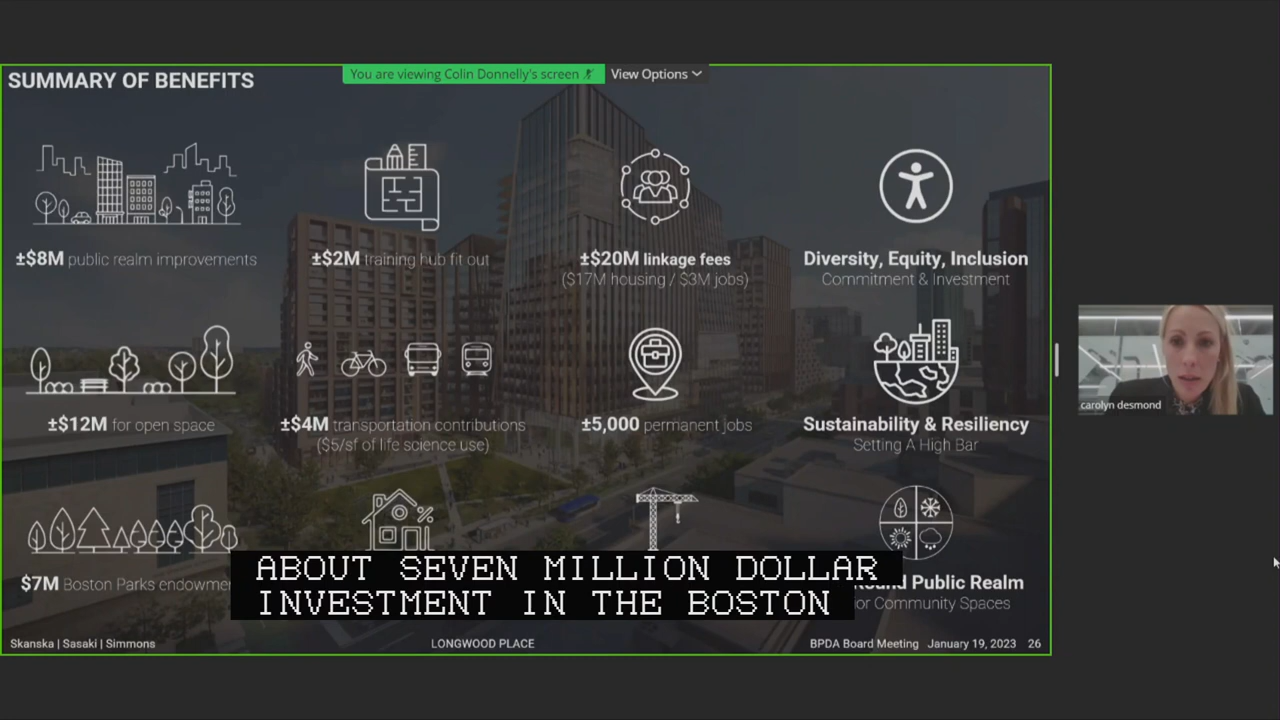 SUMMARY OF BENEFITS
You are viewing Colin Donnelly's screen
View Options
±$8M public realm improvements
±$2M training hub fit out
±$20M linkage fees
($17M housing / $3M jobs)
Diversity, Equity, Inclusion
Commitment & Investment
±$12M for open space
±$4M transportation contributions
($5/sf of life science use)
±5,000 permanent jobs
Sustainability & Resiliency
Setting A High Bar
$7M Boston Parks
Public Realm
Community Spaces
ABOUT SEVEN MILLION DOLLAR
INVESTMENT IN THE BOSTON
Skanska | Sasaki | Simmons
LONGWOOD PLACE
BPDA Board Meeting January 19, 2023 26
carolyn desmond